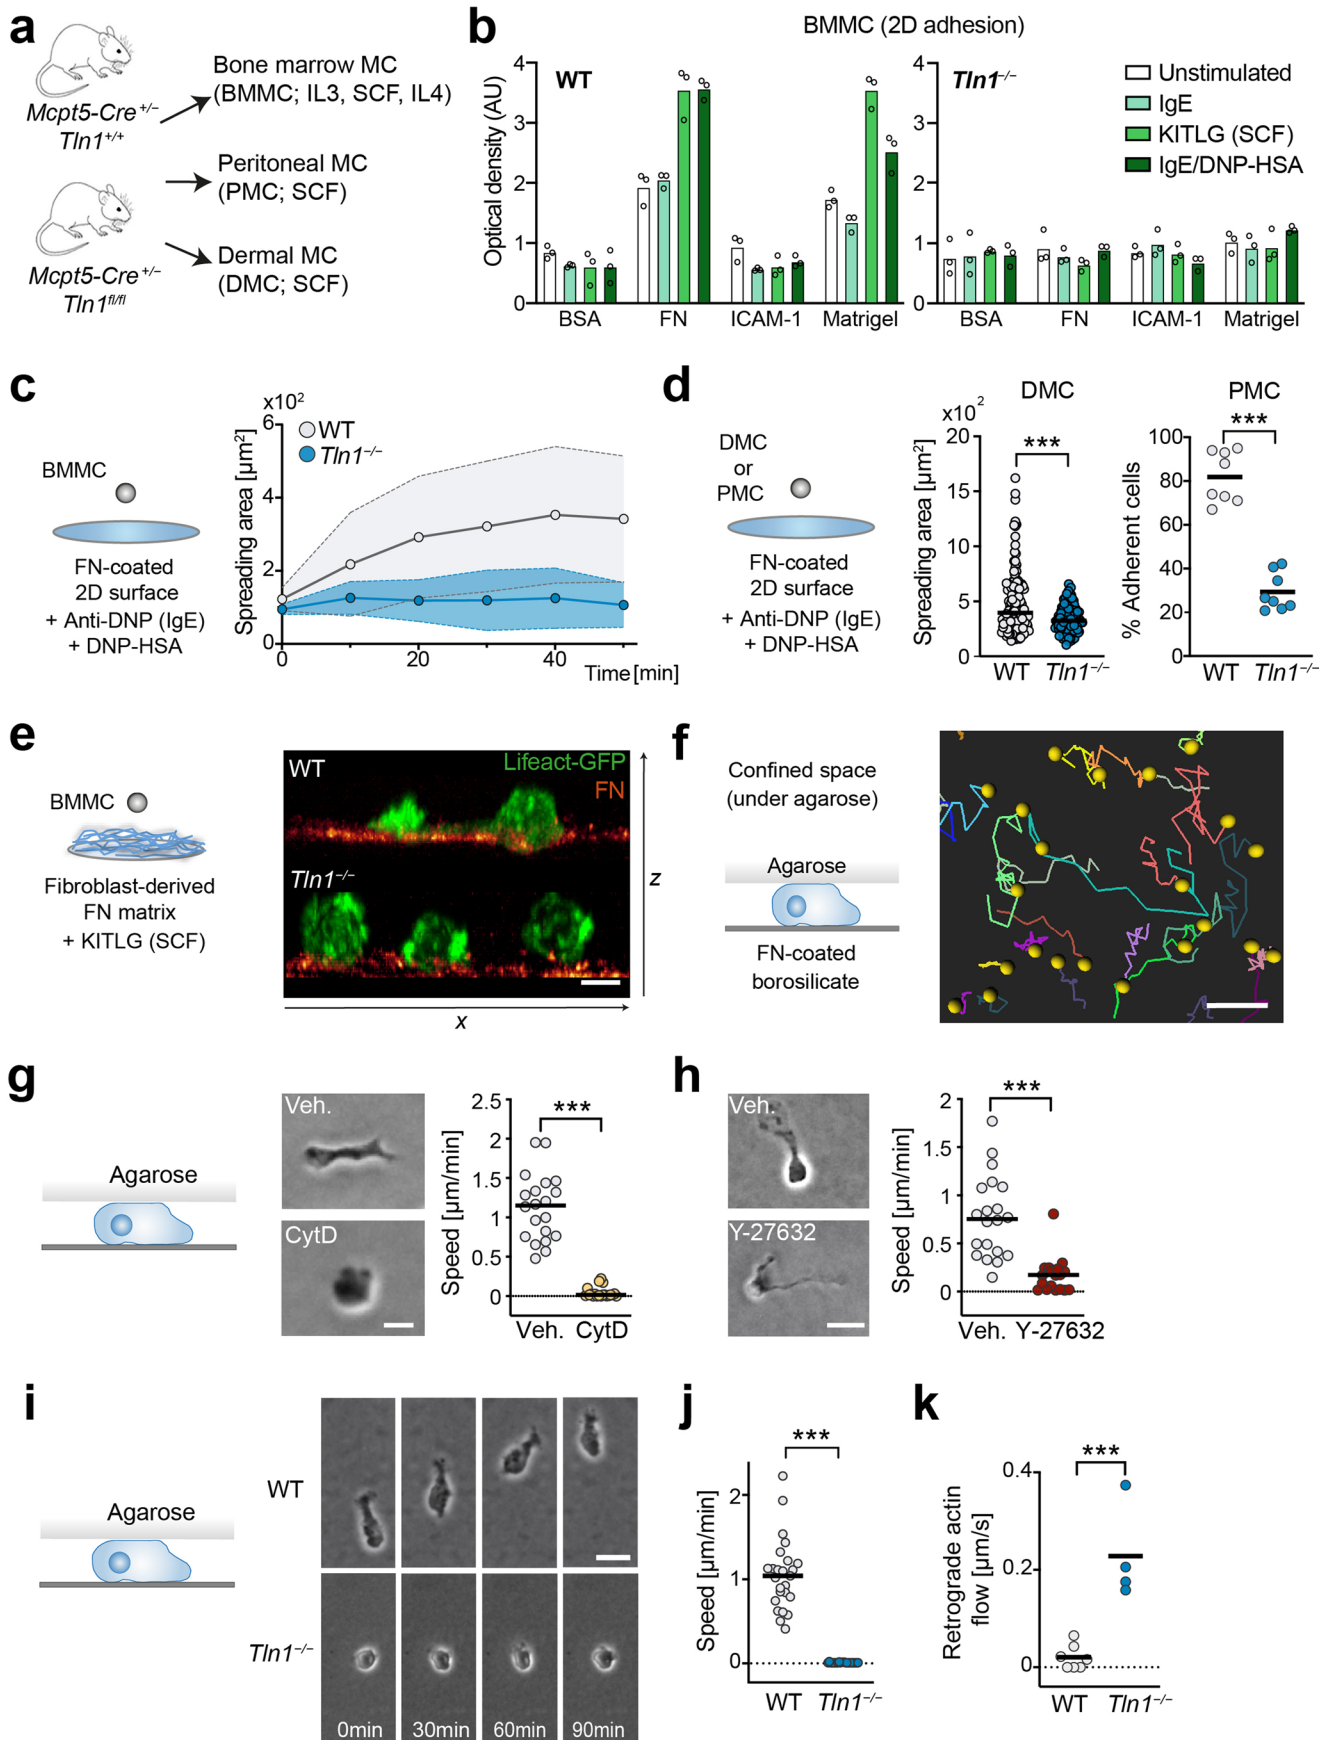 a
Mcpt5-Cre+/–
Tln1+/+
Mcpt5-Cre+/–
Tln1fl/fl
Bone marrow MC
(BMMC; IL3, SCF, IL4)
Peritoneal MC
(PMC; SCF)
Dermal MC
(DMC; SCF)
b
BMMC (2D adhesion)
Optical density (AU)
4
3
2
1
0
WT
BSA
FN
ICAM-1
Matrigel
4
3
2
1
0
Tln1–/–
BSA
FN
ICAM-1
Matrigel
Unstimulated
IgE
KITLG (SCF)
IgE/DNP-HSA
c
BMMC
FN-coated
2D surface
+ Anti-DNP (IgE)
+ DNP-HSA
x10²
Spreading area [µm²]
6
4
2
0
WT
Tln1–/–
0
20
40
Time [min]
d
DMC
or
PMC
FN-coated
2D surface
+ Anti-DNP (IgE)
+ DNP-HSA
DMC
x10²
Spreading area [µm²]
20
15
10
5
0
***
WT
Tln1–/–
PMC
% Adherent cells
100
80
60
40
20
0
***
WT
Tln1–/–
e
BMMC
Fibroblast-derived
FN matrix
+ KITLG (SCF)
WT
Lifeact-GFP
FN
Tln1–/–
z
x
f
Confined space
(under agarose)
Agarose
FN-coated
borosilicate
g
Agarose
Veh.
CytD
Speed [µm/min]
2.5
2
1.5
1
0.5
0
***
Veh.
CytD
h
Veh.
Y-27632
Speed [µm/min]
2
1.5
1
0.5
0
***
Veh.
Y-27632
i
Agarose
WT
Tln1–/–
0min
30min
60min
90min
j
Speed [µm/min]
2
1
0
***
WT
Tln1–/–
k
Retrograde actin
flow [µm/s]
0.4
0.2
0
***
WT
Tln1–/–